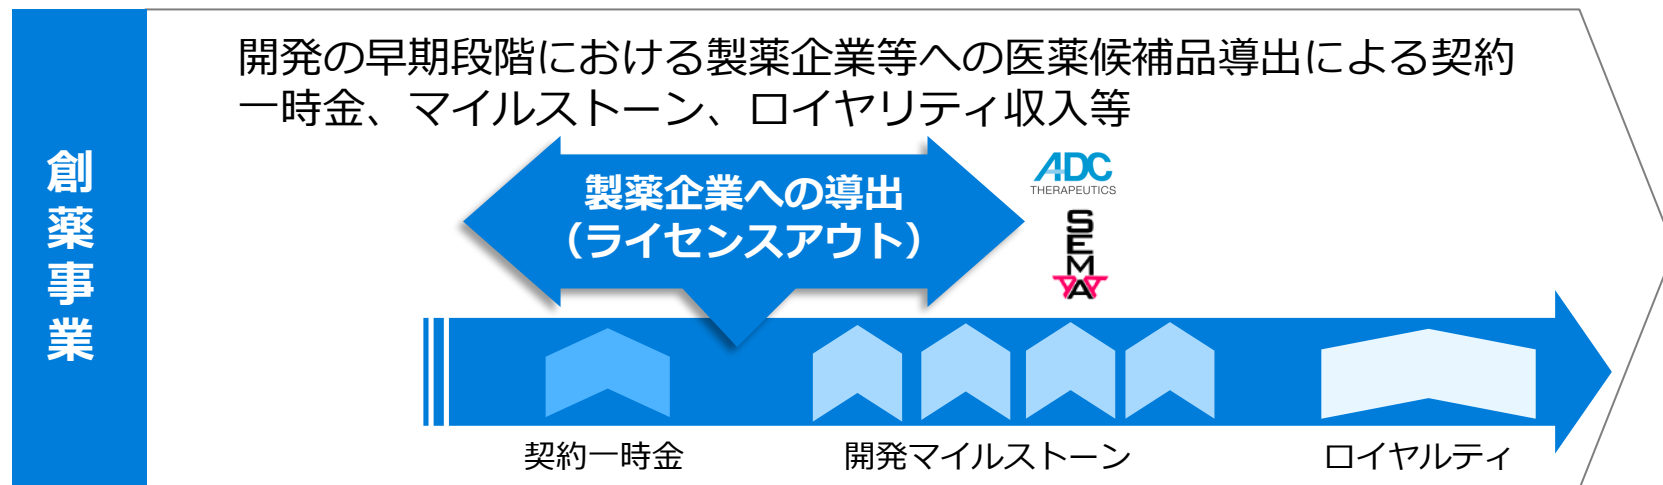 創薬事業
開発の早期段階における製薬企業等への医薬候補品導出による契約
一時金、マイルストーン、ロイヤリティ収入等
製薬企業への導出
（ライセンスアウト）
ADC
THERAPEUTICS
SEMAA
契約一時金
開発マイルストーン
ロイヤルティ